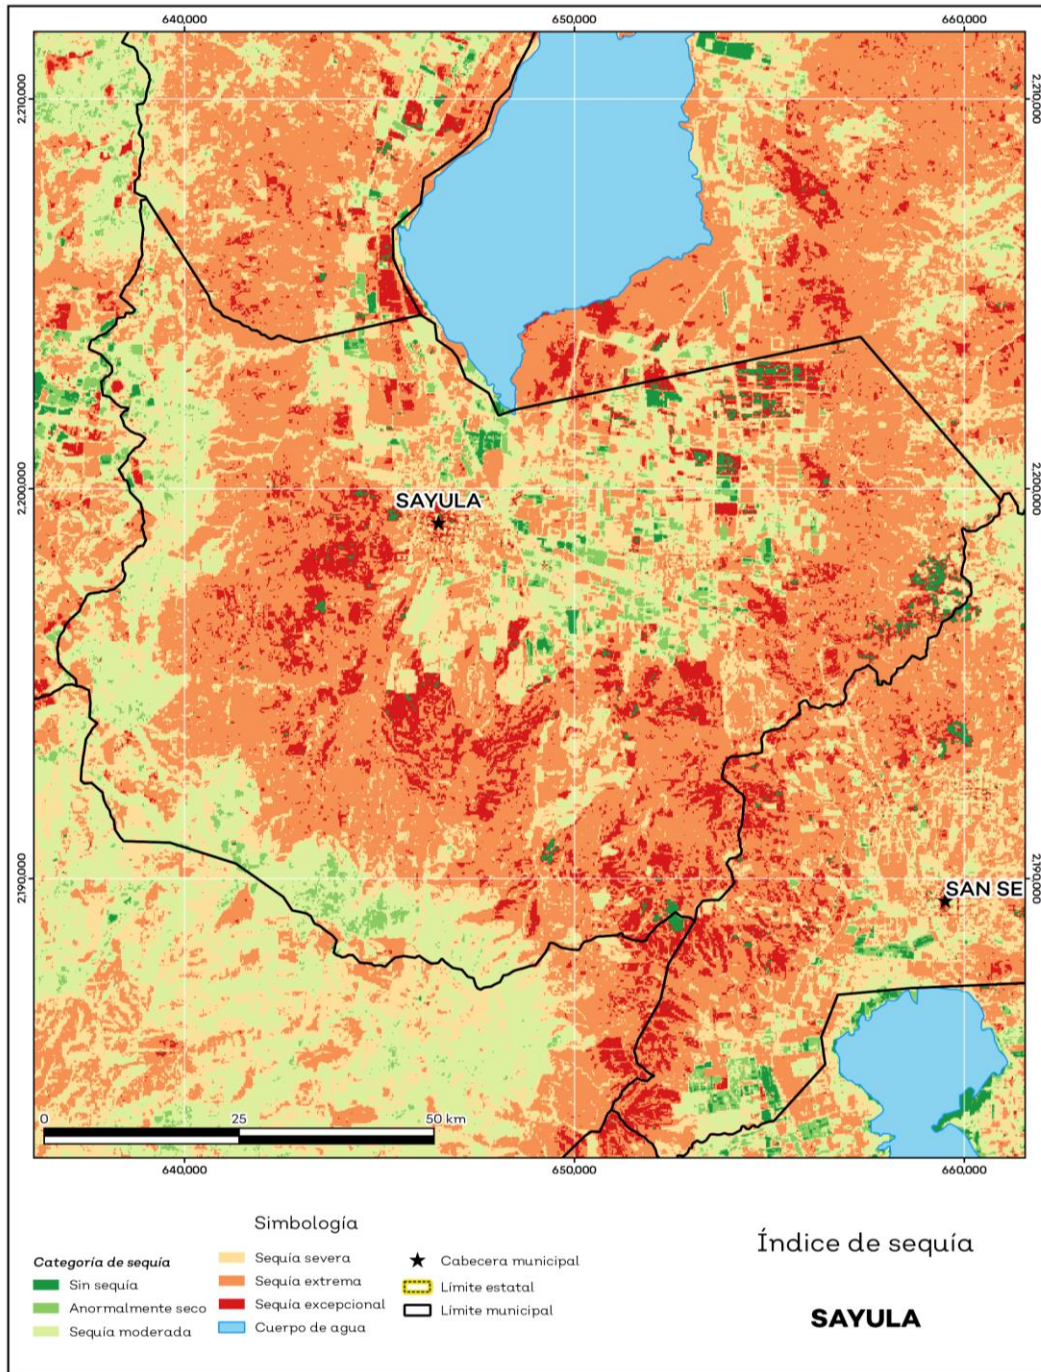 640,000 650,000 660,000
2,210,000 2,210,000
2,200,000 2,200,000
SAYULA
2,190,000 2,190,000
SAN SE
0 25 50 km
640,000 650,000 660,000
Simbología
Categoría de sequía
Sin sequía
Anormalmente seco
Sequía moderada
Sequía severa
Sequía extrema
Sequía excepcional
Cuerpo de agua
Cabecera municipal
Límite estatal
Límite municipal
Índice de sequía
SAYULA